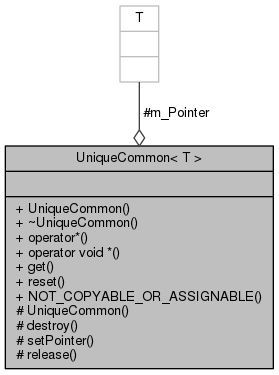 T
#m_Pointer
UniqueCommon< T >
+ UniqueCommon()
+ ~UniqueCommon()
+ operator*()
+ operator void *()
+ get()
+ reset()
+ NOT_COPYABLE_OR_ASSIGNABLE()
# UniqueCommon()
# destroy()
# setPointer()
# release()